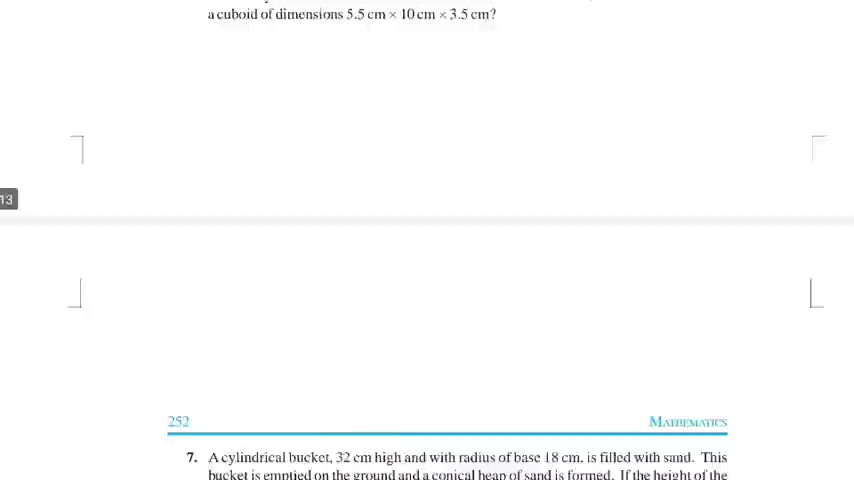 a cuboid of dimensions 5.5 cm × 10 cm × 3.5 cm?
13
252 MATHEMATICS
7. A cylindrical bucket, 32 cm high and with radius of base 18 cm, is filled with sand. This
bucket is emptied on the ground and a conical heap of sand is formed. If the height of the